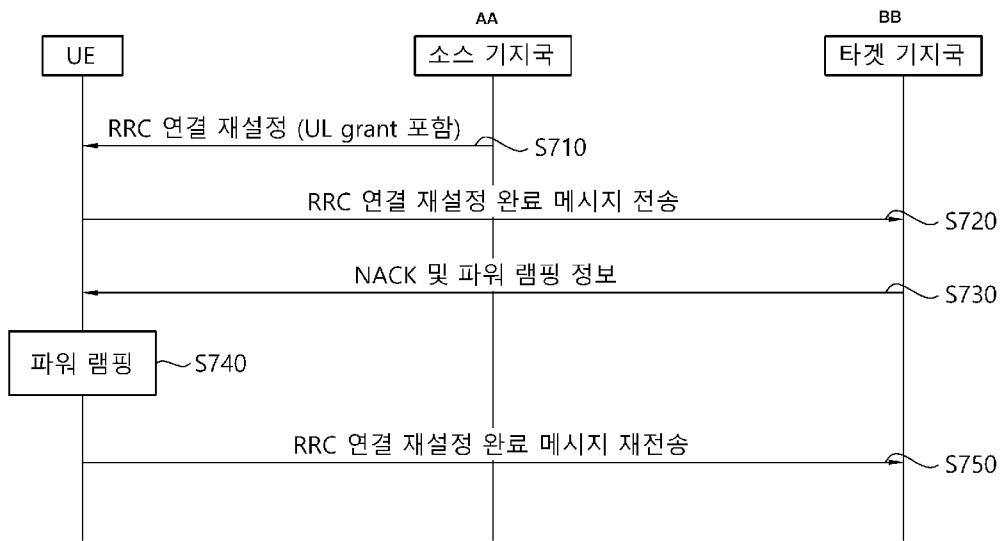 AA
BB
UE
소스 기지국
타겟 기지국
RRC 연결 재설정 (UL grant 포함)
S710
RRC 연결 재설정 완료 메시지 전송
S720
NACK 및 파워 램핑 정보
S730
파워 램핑
S740
RRC 연결 재설정 완료 메시지 재전송
S750